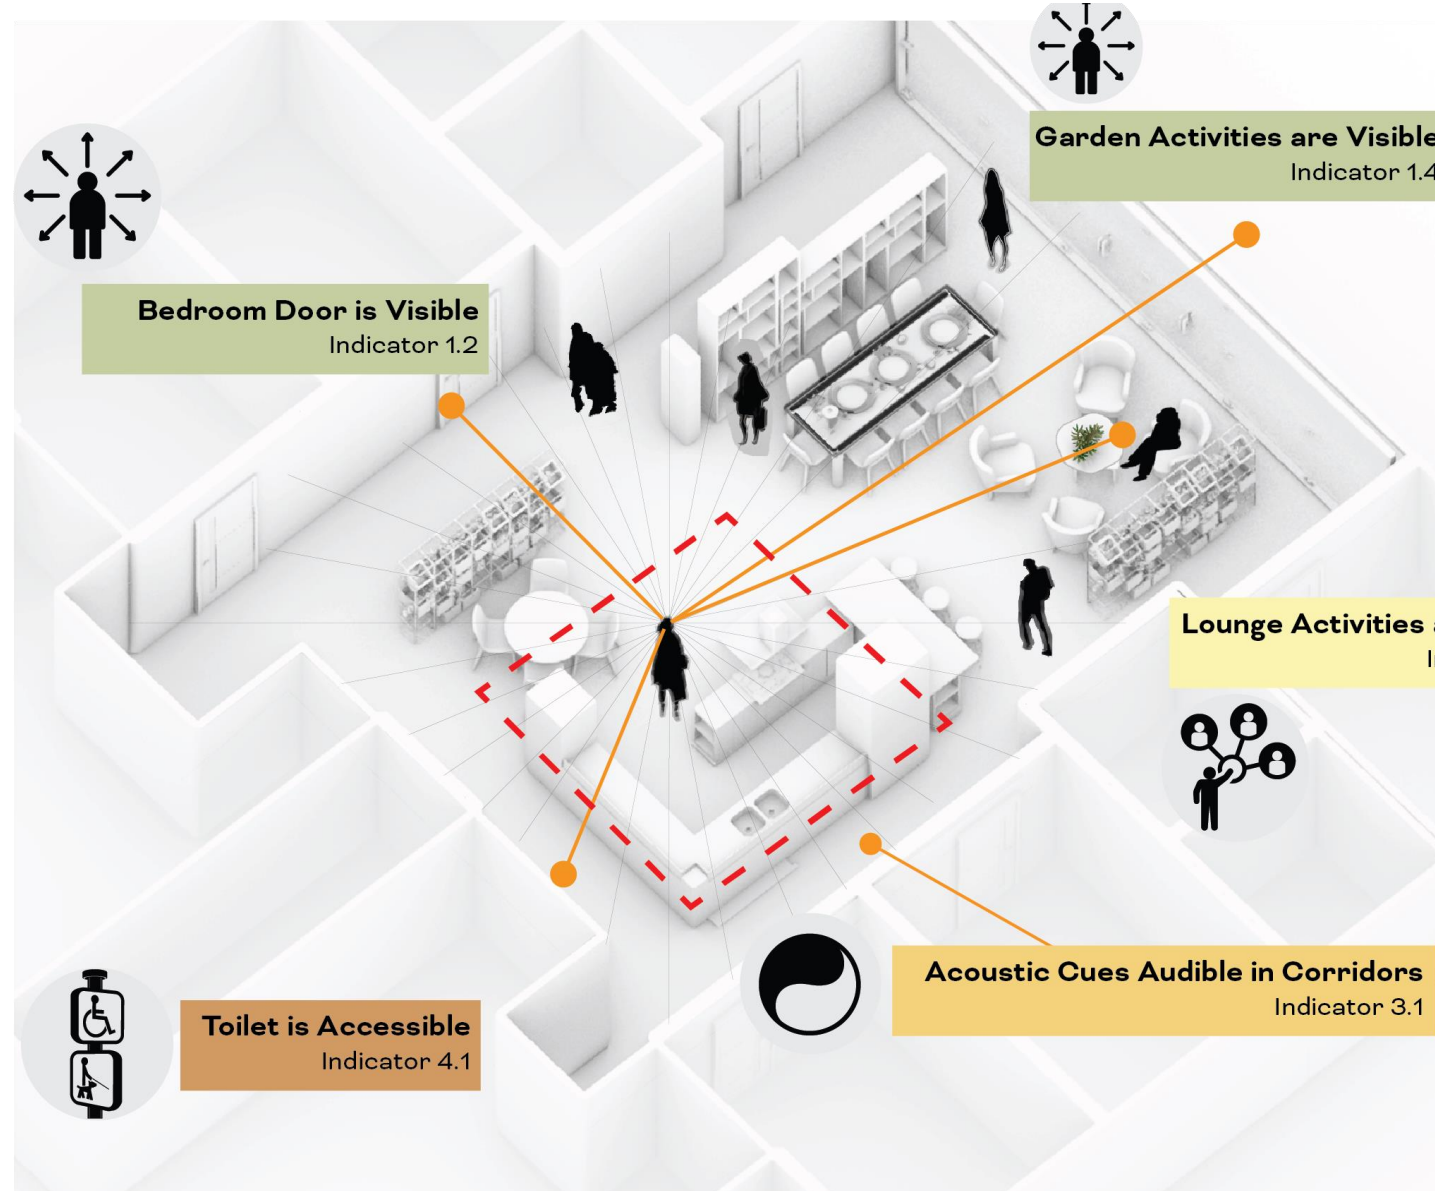 Garden Activities are Visible
Indicator 1.4
Bedroom Door is Visible
Indicator 1.2
Lounge Activities
Acoustic Cues Audible in Corridors
Indicator 3.1
Toilet is Accessible
Indicator 4.1